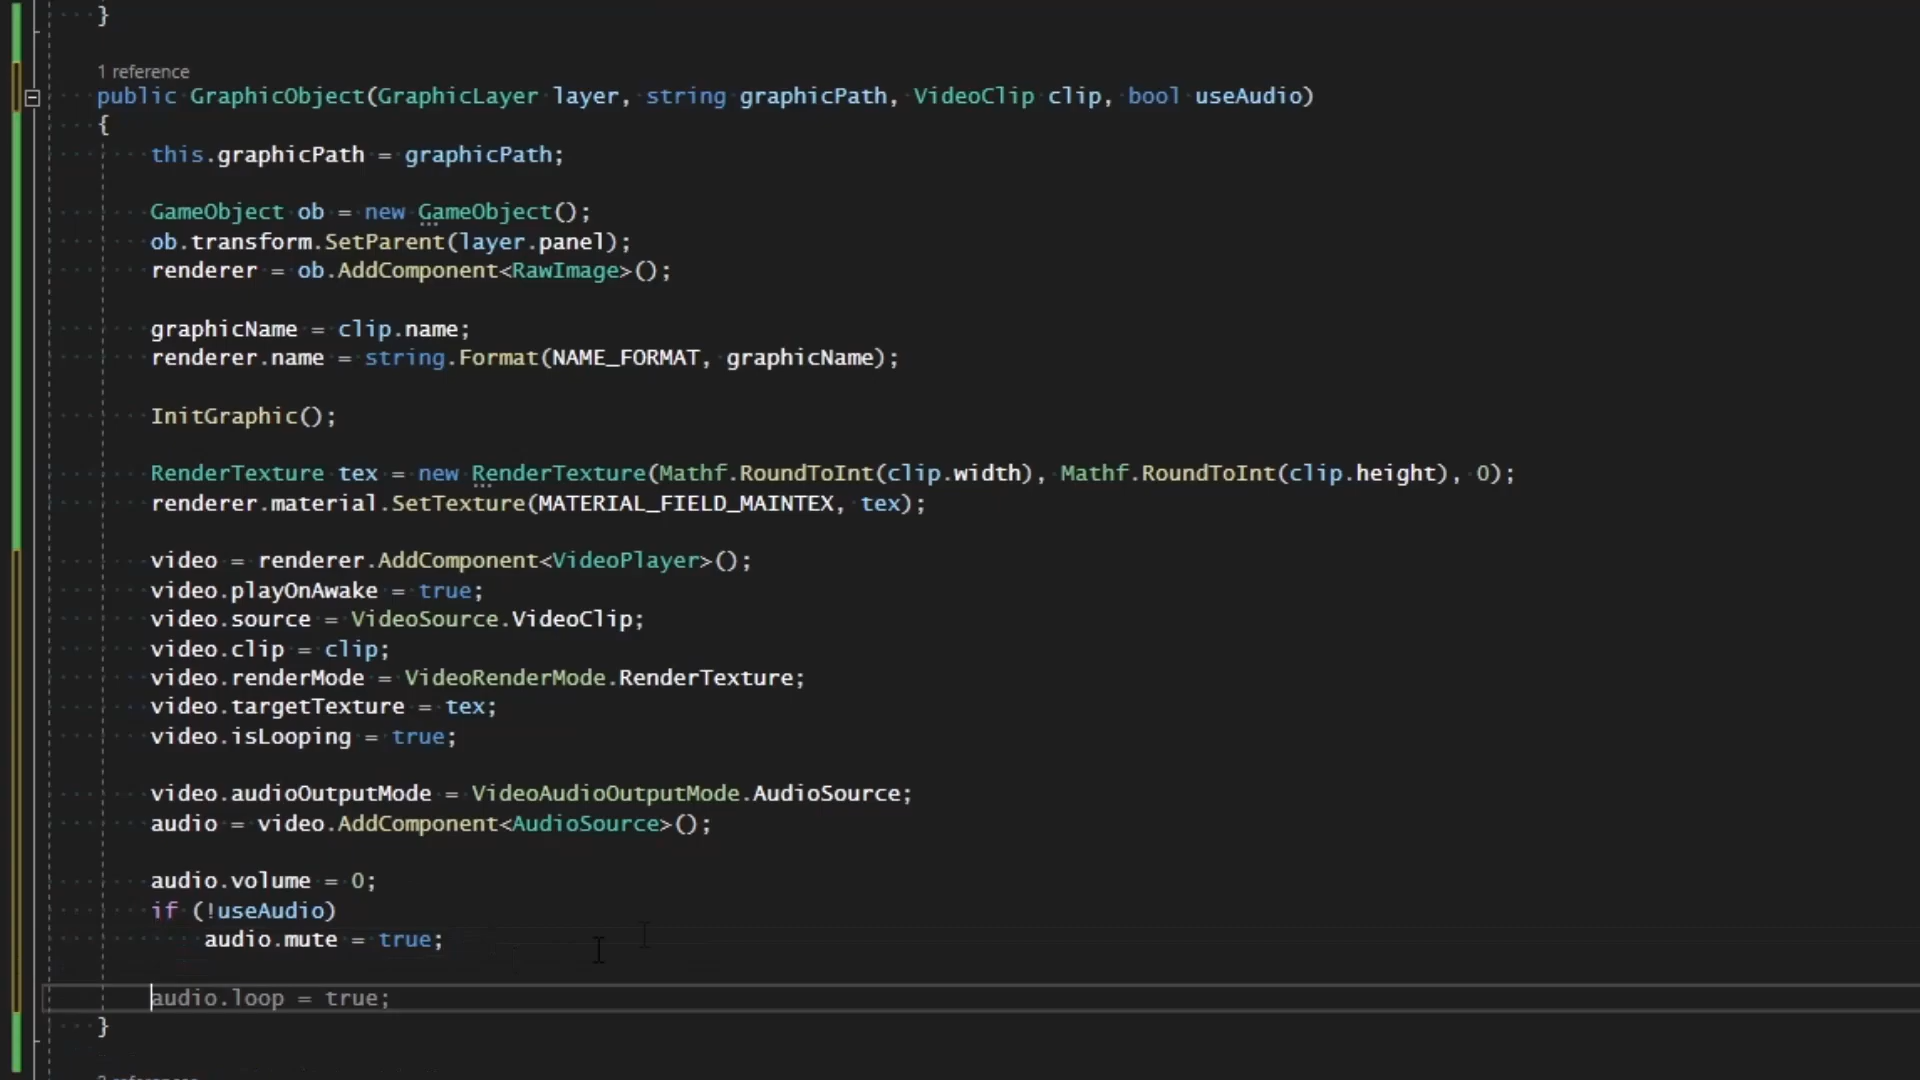 }
1 reference
public GraphicObject(GraphicLayer layer, string graphicPath, VideoClip clip, bool useAudio)
{
this.graphicPath = graphicPath;
GameObject ob = new GameObject();
ob.transform.SetParent(layer.panel);
renderer = ob.AddComponent<RawImage>();
graphicName = clip.name;
renderer.name = string.Format(NAME_FORMAT, graphicName);
InitGraphic();
RenderTexture tex = new RenderTexture(Mathf.RoundToInt(clip.width), Mathf.RoundToInt(clip.height), 0);
renderer.material.SetTexture(MATERIAL_FIELD_MAINTEX, tex);
video = renderer.AddComponent<VideoPlayer>();
video.playOnAwake = true;
video.source = VideoSource.VideoClip;
video.clip = clip;
video.renderMode = VideoRenderMode.RenderTexture;
video.targetTexture = tex;
video.isLooping = true;
video.audioOutputMode = VideoAudioOutputMode.AudioSource;
audio = video.AddComponent<AudioSource>();
audio.volume = 0;
if (!useAudio)
audio.mute = true;
audio.loop = true;
}